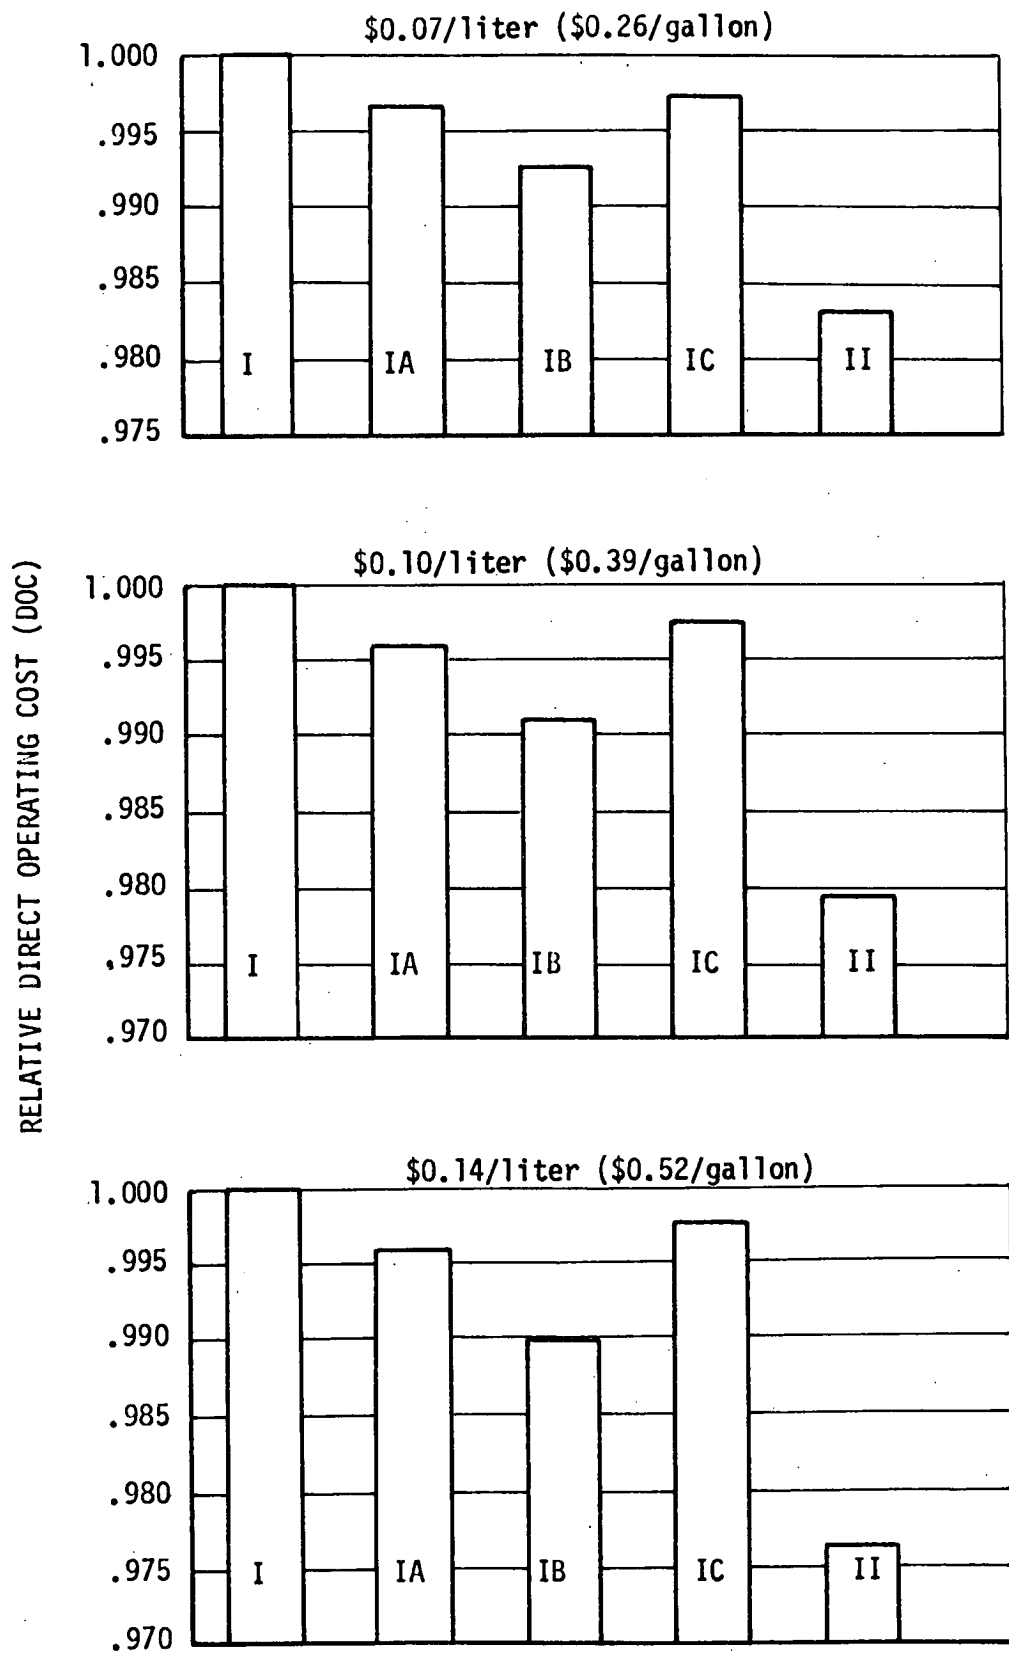 $0.07/liter ($0.26/gallon)
1.000
.995
.990
.985
.980
.975
I IA IB IC II
RELATIVE DIRECT OPERATING COST (DOC)
$0.10/liter ($0.39/gallon)
1.000
.995
.990
.985
.980
.975
.970
I IA IB IC II
$0.14/liter ($0.52/gallon)
1.000
.995
.990
.985
.980
.975
.970
I IA IB IC II